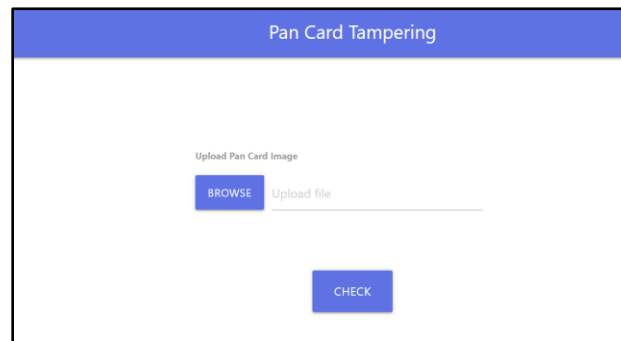 Pan Card Tampering
Upload Pan Card Image
BROWSE Upload file
CHECK